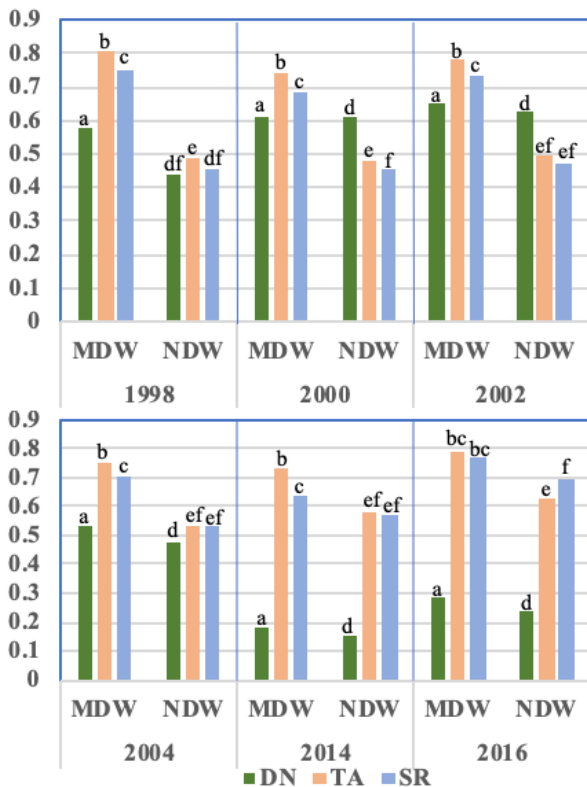 0.9
0.8
0.7
0.6
0.5
0.4
0.3
0.2
0.1
0
a b c df e df
a b c d e f
a b c d ef ef
MDW NDW MDW NDW MDW NDW
1998 2000 2002
0.9
0.8
0.7
0.6
0.5
0.4
0.3
0.2
0.1
0
a b c d ef ef
a b c d ef ef
a bc bc d e f
MDW NDW MDW NDW MDW NDW
2004 2014 2016
DN TA SR